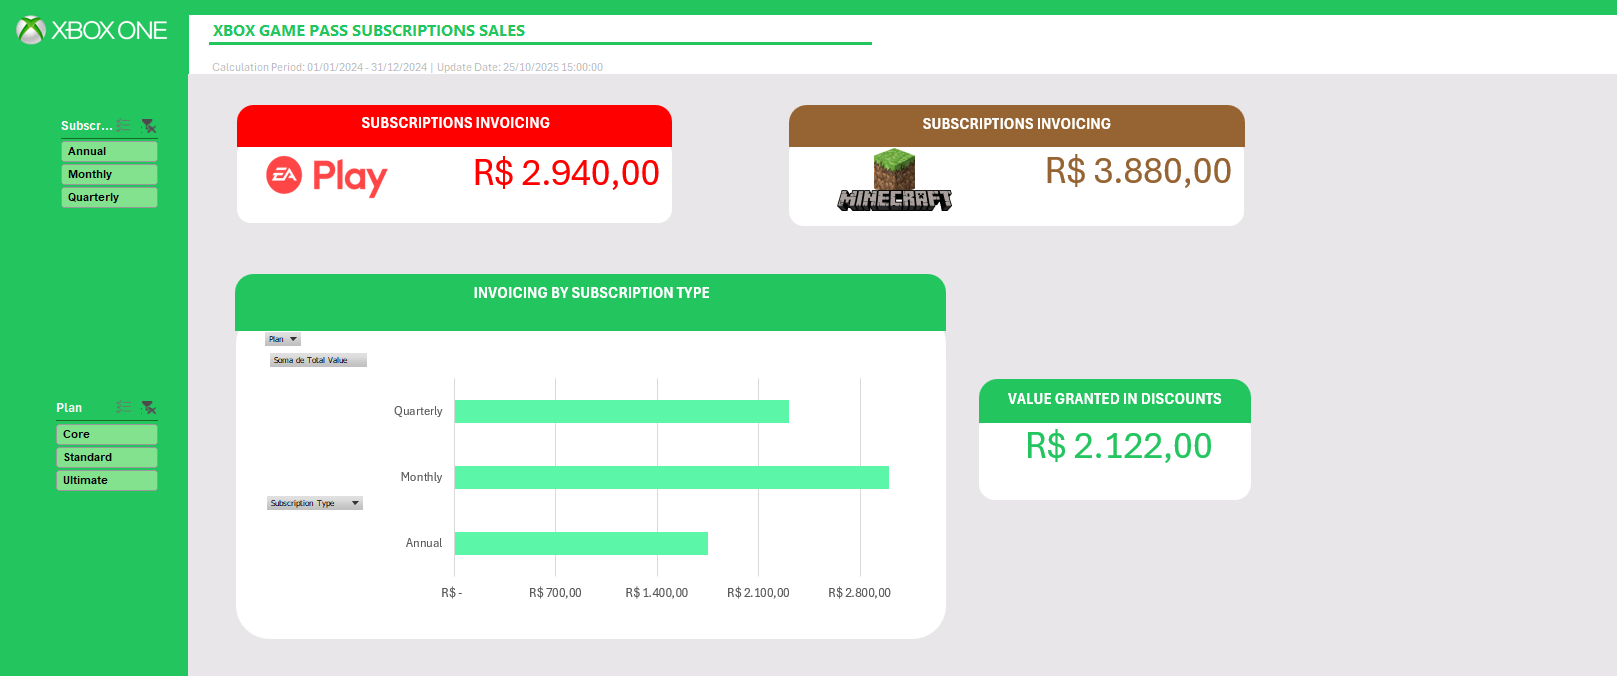 XBOX ONE
XBOX GAME PASS SUBSCRIPTIONS SALES
Calculation Period: 01/01/2024 - 31/12/2024 | Update Date: 25/10/2025 15:00:00
Subscr...
Annual
Monthly
Quarterly
Plan
Core
Standard
Ultimate
SUBSCRIPTIONS INVOICING
EA Play
R$ 2.940,00
SUBSCRIPTIONS INVOICING
MINECRAFT
R$ 3.880,00
INVOICING BY SUBSCRIPTION TYPE
Plan
Soma de Total Value
Quarterly
Monthly
Subscription Type
Annual
R$ -
R$ 700,00
R$ 1.400,00
R$ 2.100,00
R$ 2.800,00
VALUE GRANTED IN DISCOUNTS
R$ 2.122,00